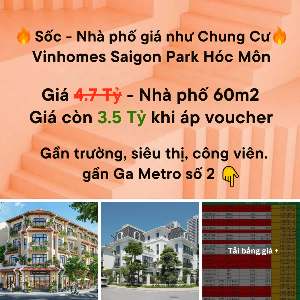 🔥 Sốc - Nhà phố giá như Chung Cư 🔥
Vinhomes Saigon Park Hóc Môn
Giá 4.7 Tỷ - Nhà phố 60m2
Giá còn 3.5 Tỷ khi áp voucher
Gần trường, siêu thị, công viên.
gần Ga Metro số 2 👇
Tải bảng giá +